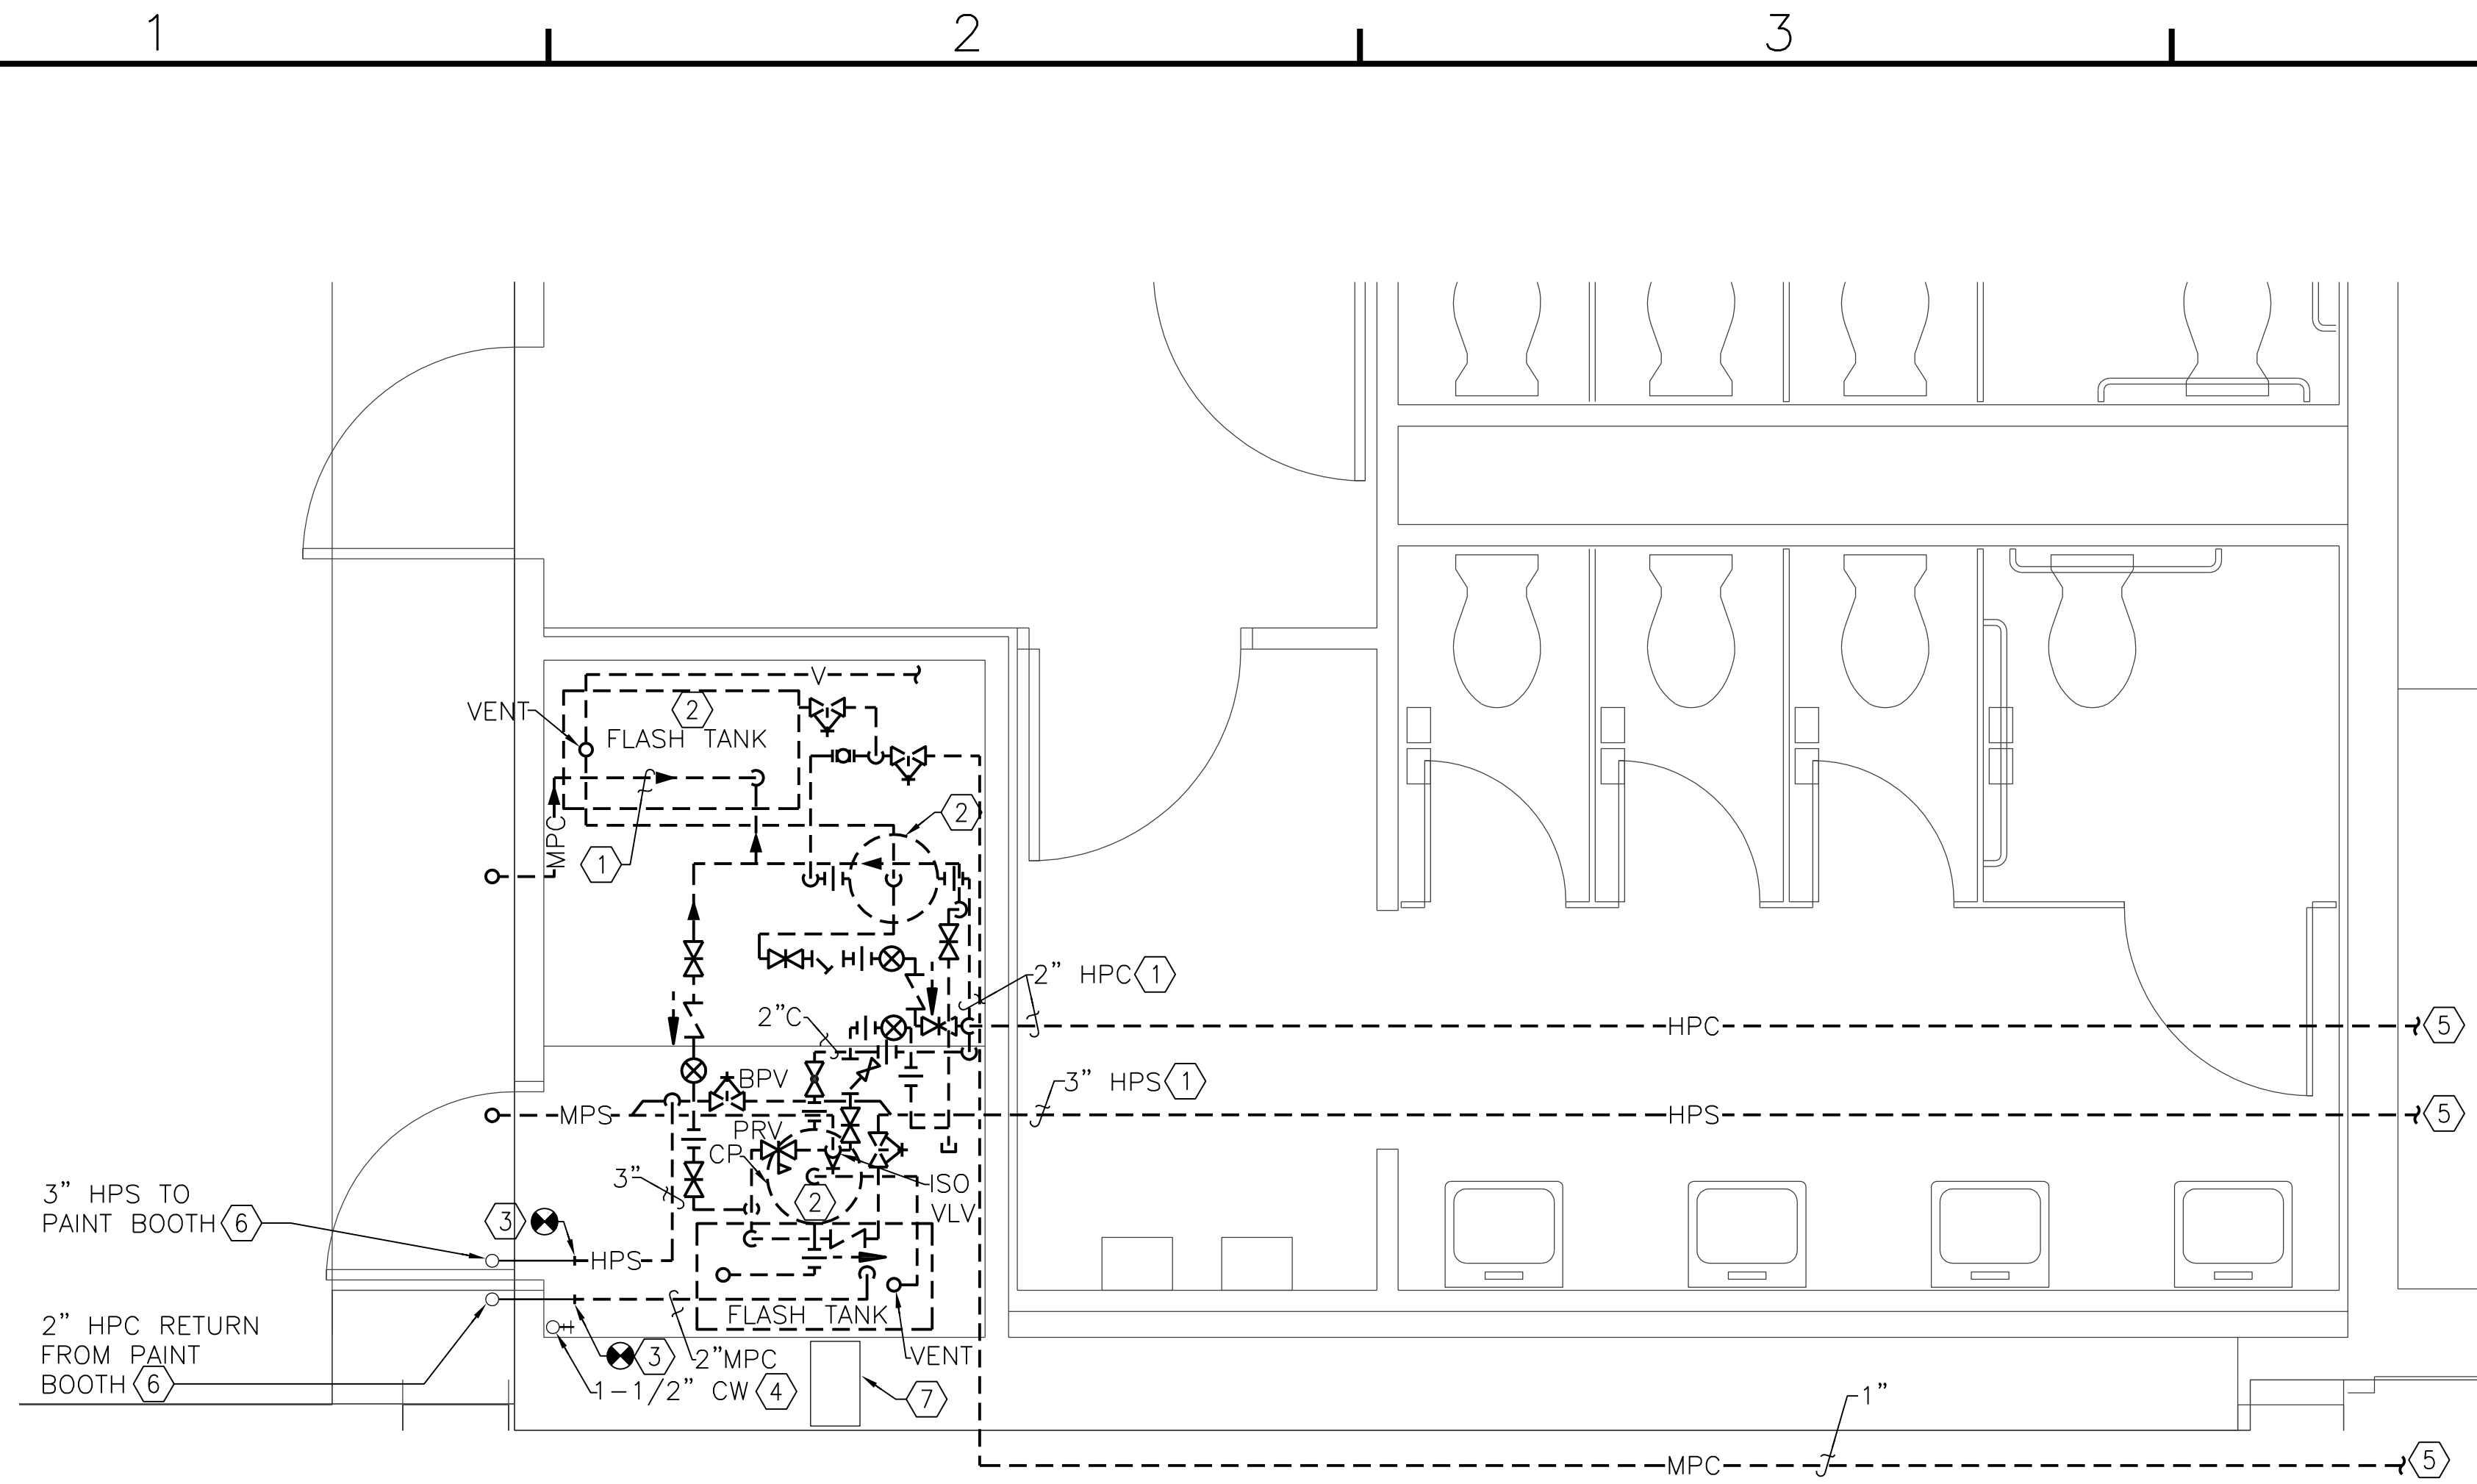 1
2
3
V
VENT
2
FLASH TANK
MPC
2
1
2" HPC 1
2"C
HPC
5
BPV
3" HPS 1
MPS
HPS
5
PRV
CP
3"
ISO
VLV
2
3" HPS TO
PAINT BOOTH 6
3
HPS
2" HPC RETURN
FROM PAINT
BOOTH 6
FLASH TANK
3
2"MPC
VENT
1-1/2" CW 4
7
1"
MPC
5